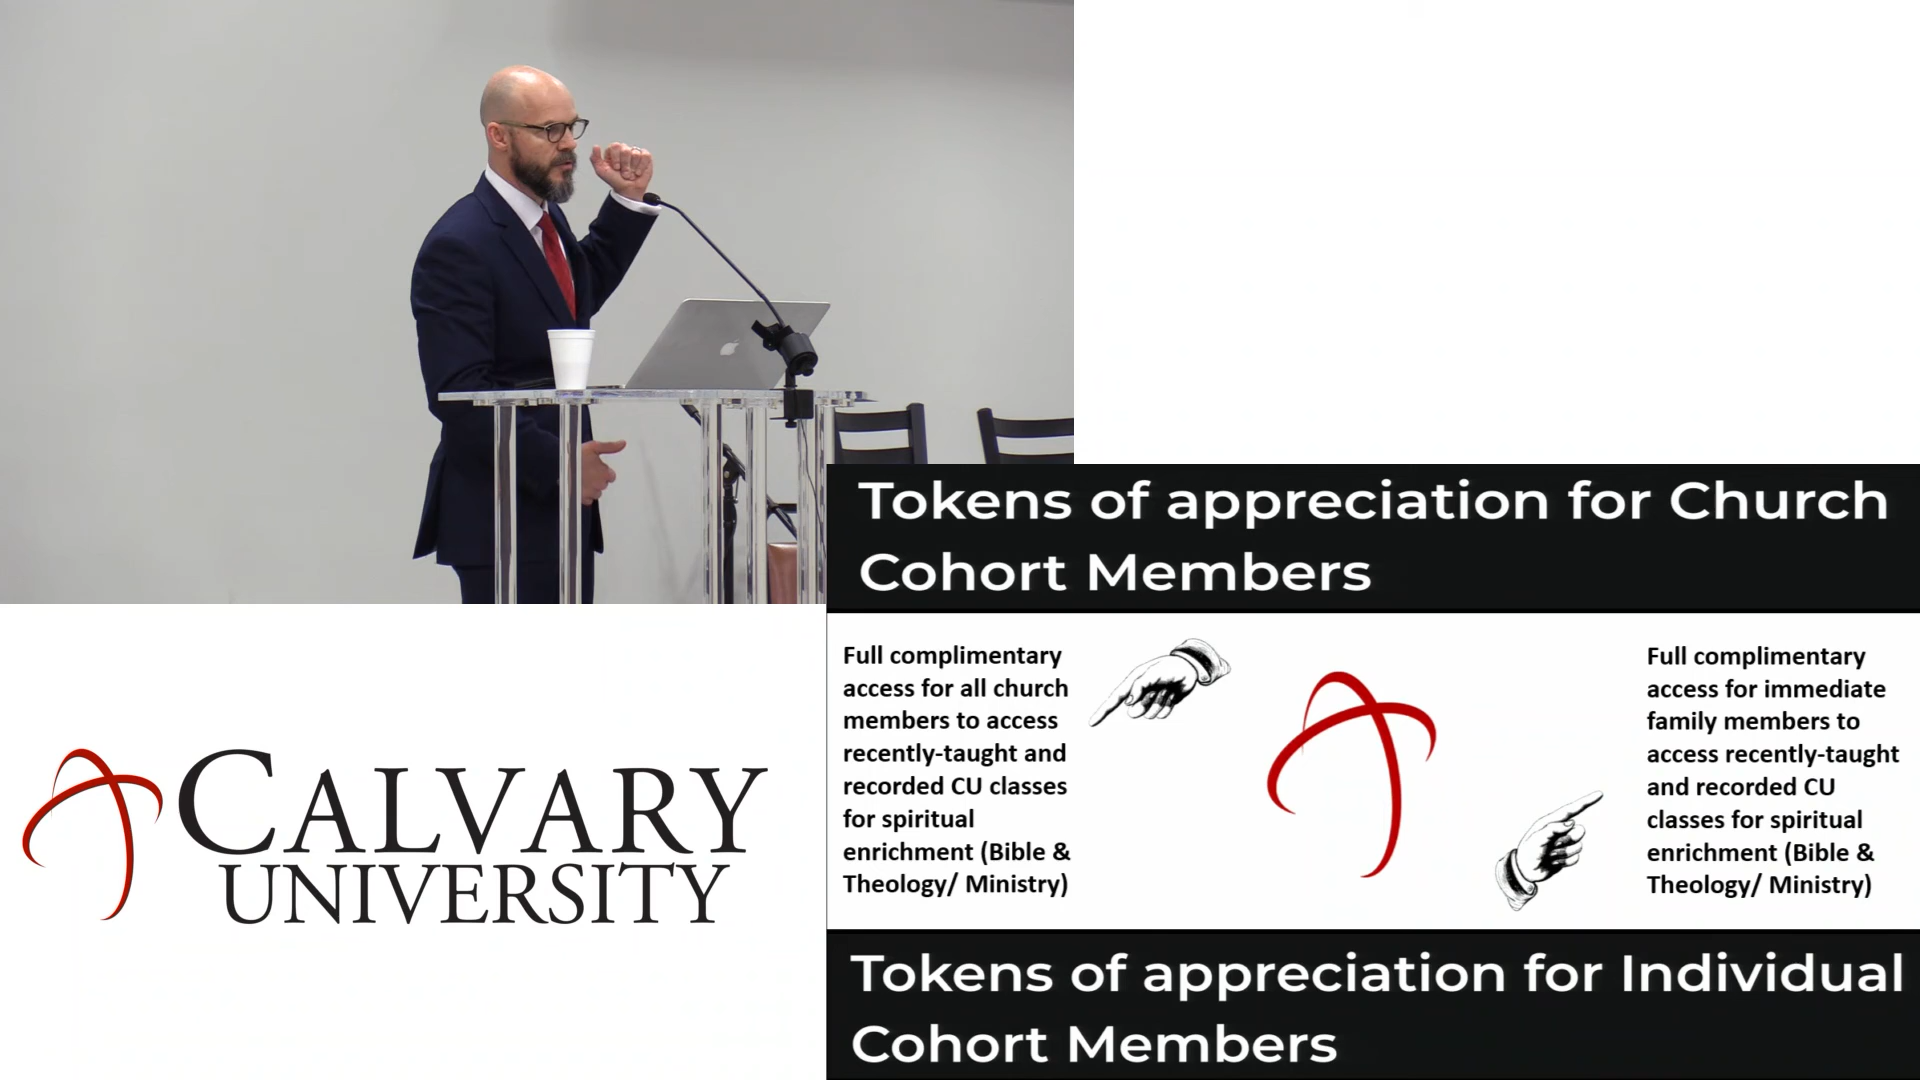 Tokens of appreciation for Church
Cohort Members
Full complimentary
access for all church
members to access
recently-taught and
recorded CU classes
for spiritual
enrichment (Bible &
Theology/ Ministry)
Full complimentary
access for immediate
family members to
access recently-taught
and recorded CU
classes for spiritual
enrichment (Bible &
Theology/ Ministry)
CALVARY
UNIVERSITY
Tokens of appreciation for Individual
Cohort Members